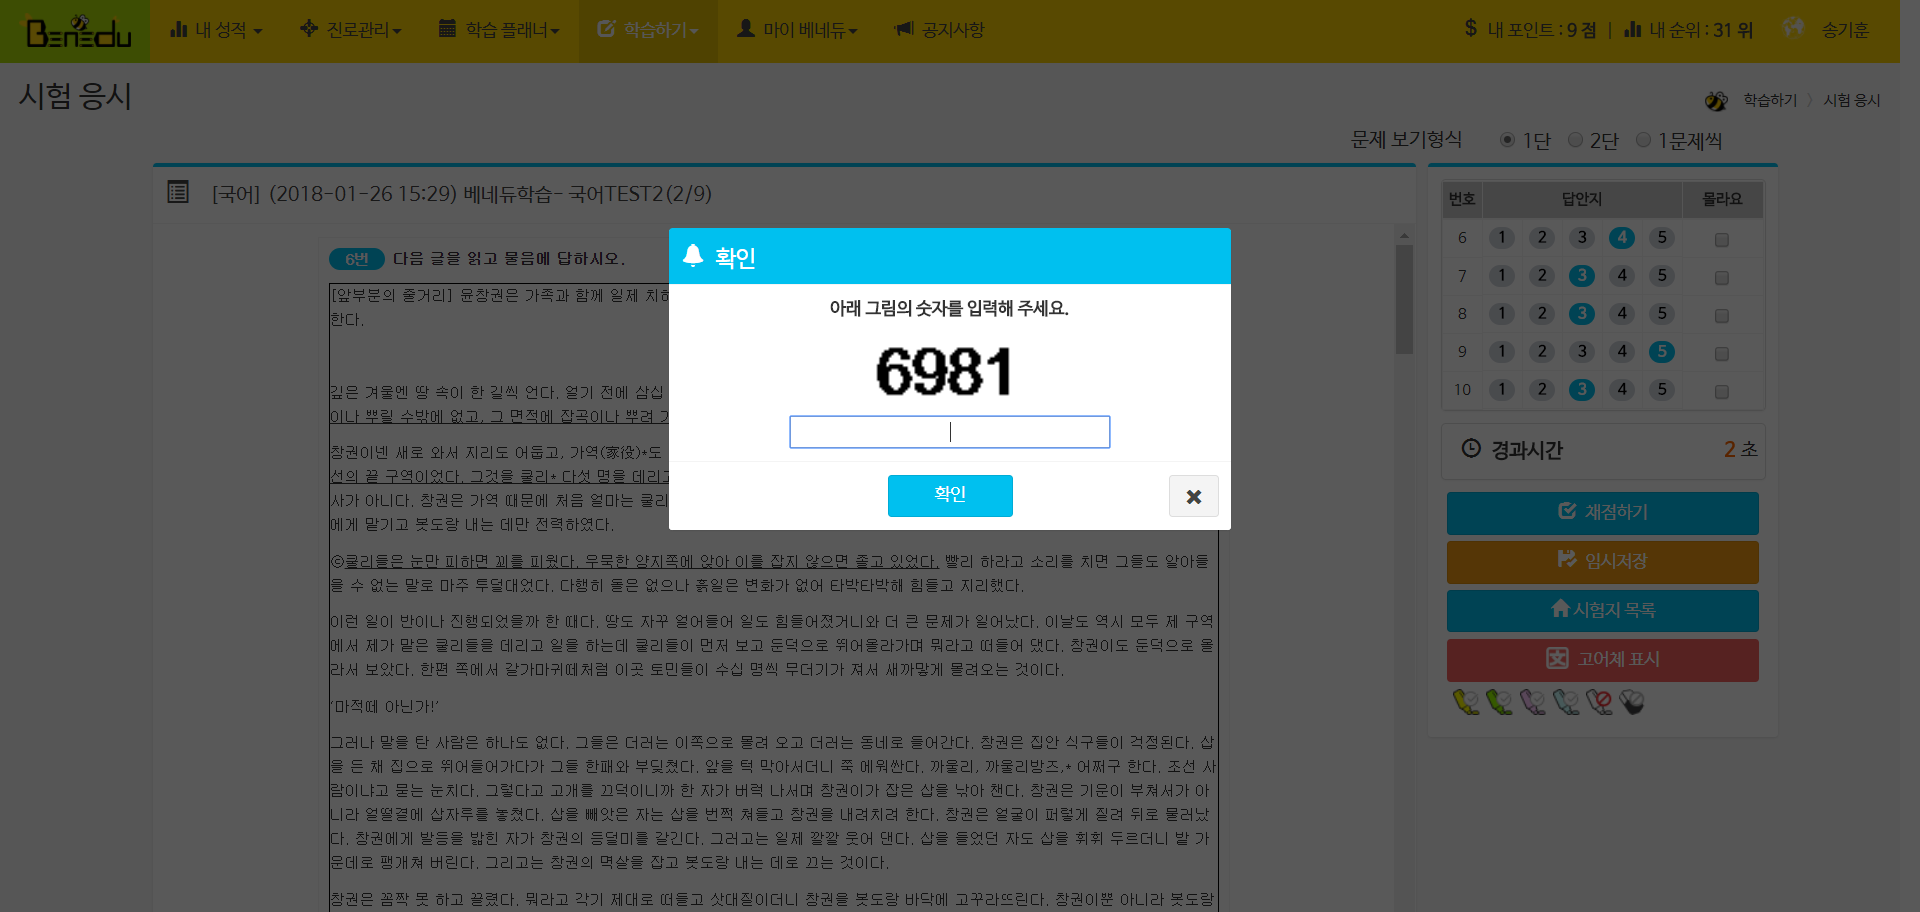 Benedu
내 성적
진로관리
학습 플래너
학습하기
마이 베네듀
공지사항
$ 내 포인트 : 9 점 | 내 순위 : 31 위
송기훈
시험 응시
학습하기 〉 시험 응시
문제 보기형식 1단 2단 1문제씩
[국어] (2018-01-26 15:29) 베네듀학습- 국어TEST2(2/9)
6번 다음 글을 읽고 물음에 답하시오.
[앞부분의 줄거리] 윤창권은 가족과 함께 일제 치하
한다.
깊은 겨울엔 땅 속이 한 길씩 언다. 얼기 전에 삼십
이나 뿌릴 수밖에 없고, 그 면적에 잡곡이나 뿌려 가
창권이넨 새로 와서 지리도 어둡고, 가역(家役)*도
선의 끝 구역이었다. 그것을 쿨리* 다섯 명을 데리고
사가 아니다. 창권은 가역 때문에 처음 얼마는 쿨리
에게 맡기고 봇도랑 내는 데만 전력하였다.
ⓒ쿨리들은 눈만 피하면 꾀를 피웠다. 우묵한 양지쪽에 앉아 이를 잡지 않으면 졸고 있었다. 빨리 하라고 소리를 치면 그들도 알아들
을 수 없는 말로 마주 투덜대었다. 다행히 돌은 없으나 흙일은 변화가 없어 타박타박해 힘들고 지리했다.
이런 일이 반이나 진행되었을까 한 때다. 땅도 자꾸 얼어들어 일도 힘들어졌거니와 더 큰 문제가 일어났다. 이날도 역시 모두 제 구역
에서 제가 맡은 쿨리들을 데리고 일을 하는데 쿨리들이 먼저 보고 둔덕으로 뛰어올라가며 뭐라고 떠들어 댔다. 창권이도 둔덕으로 올
라서 보았다. 한편 쪽에서 갈가마귀떼처럼 이곳 토민들이 수십 명씩 무더기가 져서 새까맣게 몰려오는 것이다.
‘마적떼 아닌가!’
그러나 말을 탄 사람은 하나도 없다. 그들은 더러는 이쪽으로 몰려 오고 더러는 동네로 들어간다. 창권은 집안 식구들이 걱정된다. 삽
을 든 채 집으로 뛰어들어가다가 그들 한패와 부딪쳤다. 앞을 턱 막아서더니 쭉 에워싼다. 까울리, 까울리방즈,* 어쩌구 한다. 조선 사
람이냐고 묻는 눈치다. 그렇다고 고개를 끄덕이니까 한 자가 버럭 나서며 창권이가 잡은 삽을 낚아 챈다. 창권은 기운이 부쳐서가 아
니라 얼떨결에 삽자루를 놓쳤다. 삽을 빼앗은 자는 삽을 번쩍 쳐들고 창권을 내려치려 한다. 창권은 얼굴이 퍼렇게 질려 뒤로 물러났
다. 창권에게 발등을 밟힌 자가 창권의 등덜미를 갈긴다. 그러고는 일제 깔깔 웃어 댄다. 삽을 들었던 자도 삽을 휘휘 두르더니 밭 가
운데로 팽개쳐 버린다. 그리고는 창권의 멱살을 잡고 봇도랑 내는 데로 끄는 것이다.
창권은 꼼짝 못 하고 끌렸다. 뭐라고 각기 제대로 떠들고 삿대질이더니 창권을 봇도랑 바닥에 고꾸라뜨린다. 창권이뿐 아니라 봇도랑
확인
아래 그림의 숫자를 입력해 주세요.
6981
확인
번호 답안지 몰라요
6 1 2 3 4 5
7 1 2 3 4 5
8 1 2 3 4 5
9 1 2 3 4 5
10 1 2 3 4 5
경과시간 2 초
채점하기
임시저장
시험지 목록
고어체 표시